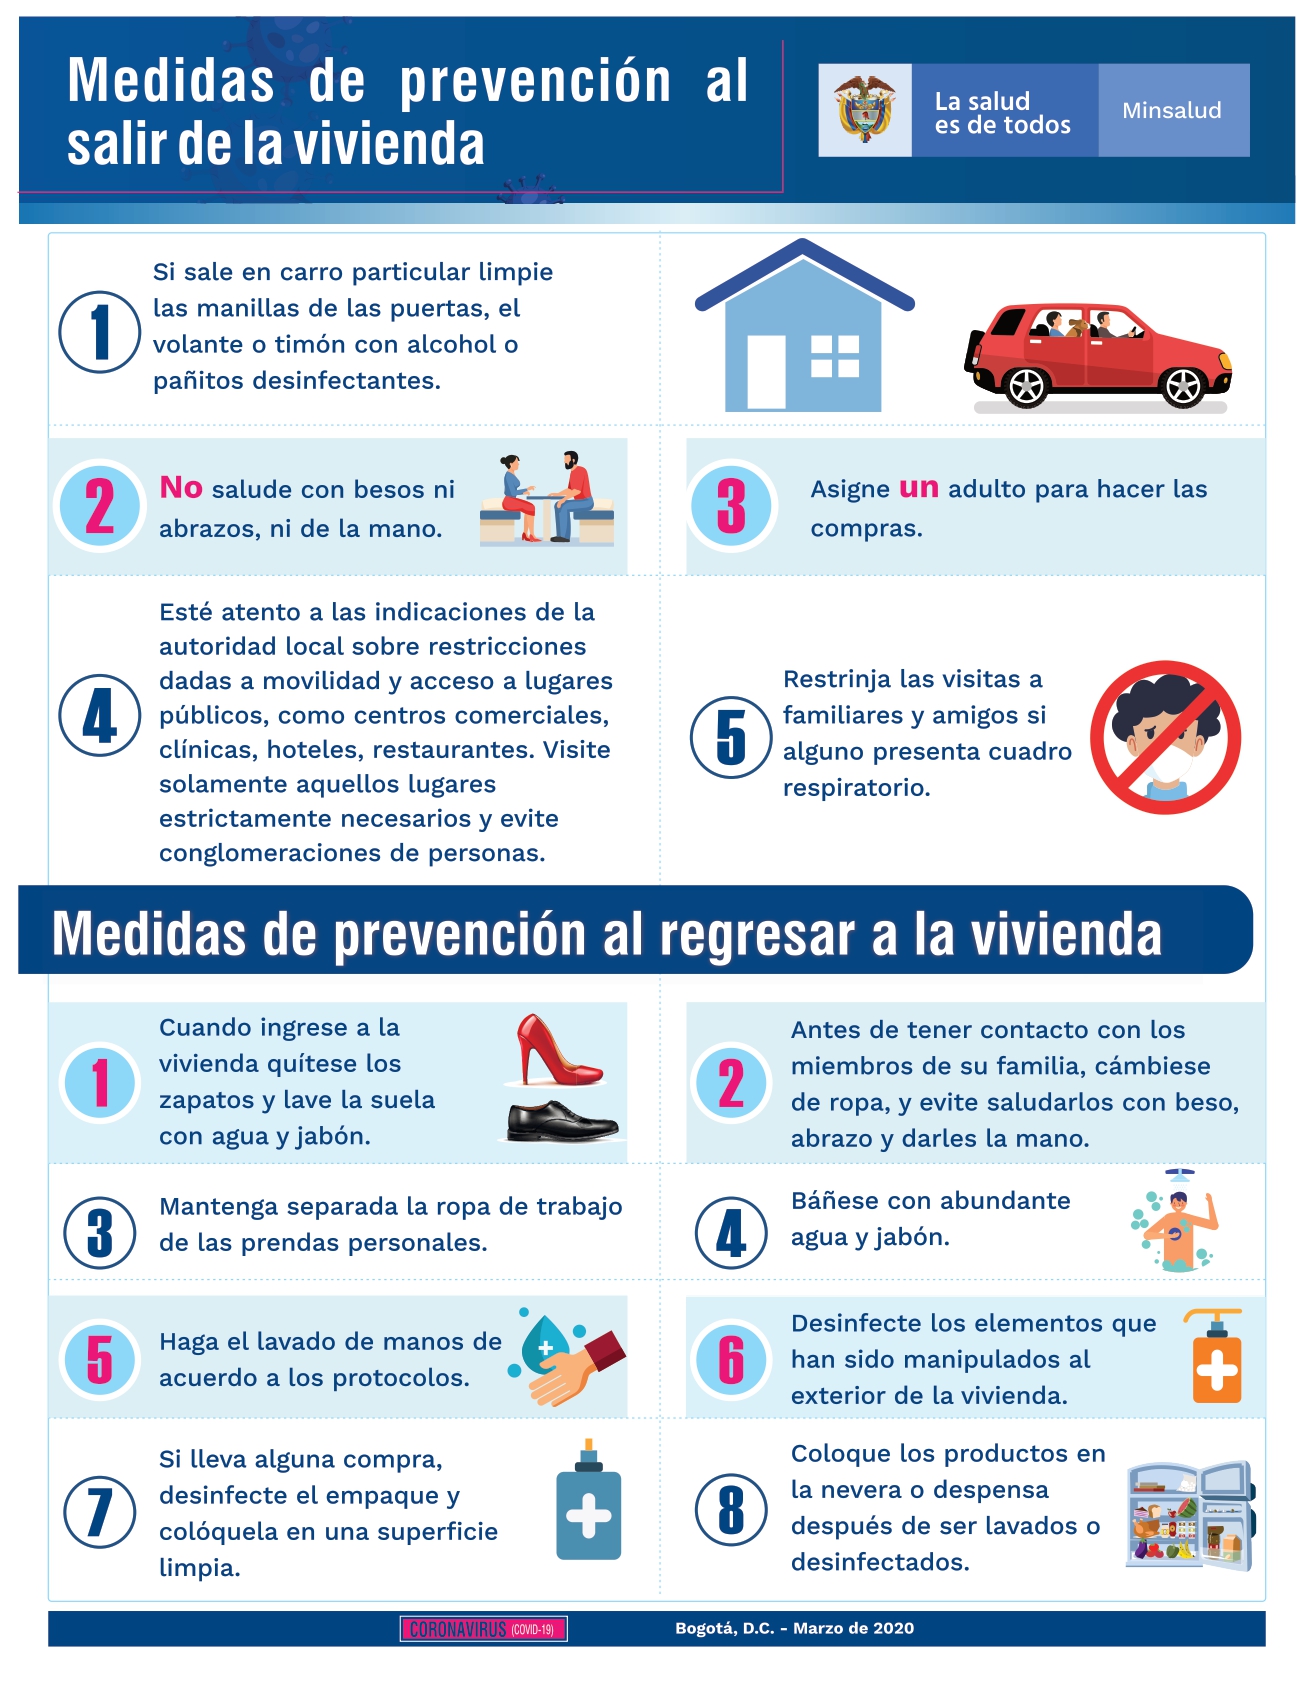 Medidas de prevención al
salir de la vivienda
La salud
es de todos
Minsalud
1
Si sale en carro particular limpie
las manillas de las puertas, el
volante o timón con alcohol o
pañitos desinfectantes.
2
No salude con besos ni
abrazos, ni de la mano.
3
Asigne un adulto para hacer las
compras.
4
Esté atento a las indicaciones de la
autoridad local sobre restricciones
dadas a movilidad y acceso a lugares
públicos, como centros comerciales,
clínicas, hoteles, restaurantes. Visite
solamente aquellos lugares
estrictamente necesarios y evite
conglomeraciones de personas.
5
Restrinja las visitas a
familiares y amigos si
alguno presenta cuadro
respiratorio.
Medidas de prevención al regresar a la vivienda
1
Cuando ingrese a la
vivienda quítese los
zapatos y lave la suela
con agua y jabón.
2
Antes de tener contacto con los
miembros de su familia, cámbiese
de ropa, y evite saludarlos con beso,
abrazo y darles la mano.
3
Mantenga separada la ropa de trabajo
de las prendas personales.
4
Báñese con abundante
agua y jabón.
5
Haga el lavado de manos de
acuerdo a los protocolos.
6
Desinfecte los elementos que
han sido manipulados al
exterior de la vivienda.
7
Si lleva alguna compra,
desinfecte el empaque y
colóquela en una superficie
limpia.
8
Coloque los productos en
la nevera o despensa
después de ser lavados o
desinfectados.
CORONAVIRUS (COVID-19)
Bogotá, D.C. - Marzo de 2020